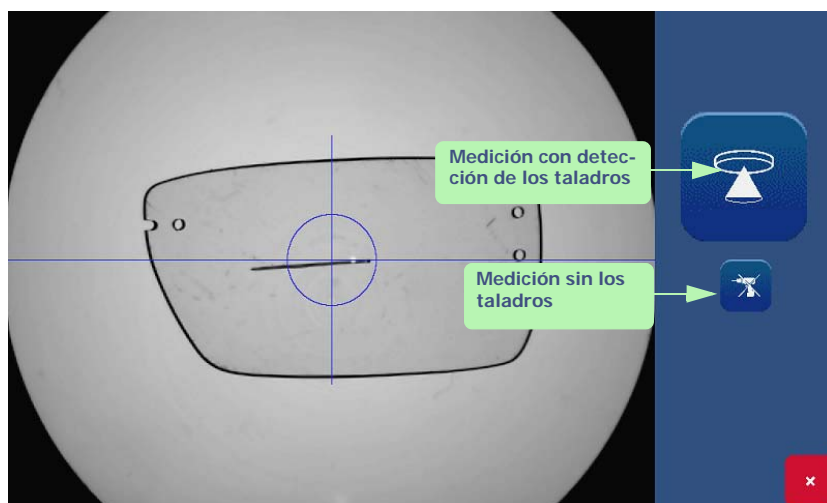 Medición con detec-
ción de los taladros
Medición sin los
taladros